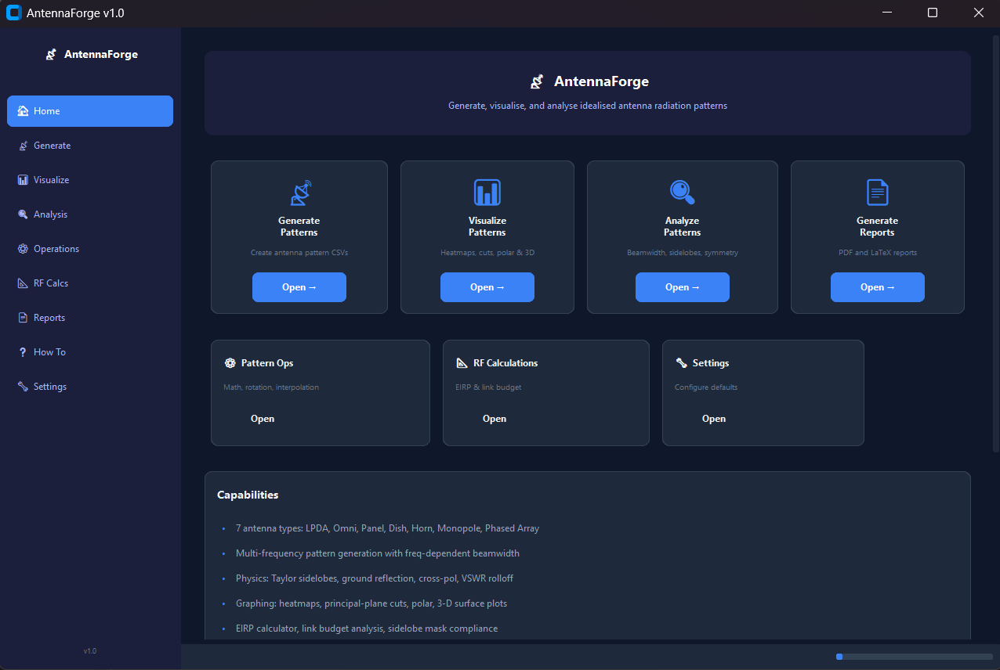 AntennaForge v1.0
AntennaForge
Home
Generate
Visualize
Analysis
Operations
RF Calcs
Reports
How To
Settings
v1.0
AntennaForge
Generate, visualise, and analyse idealised antenna radiation patterns
Generate
Patterns
Create antenna pattern CSVs
Open →
Visualize
Patterns
Heatmaps, cuts, polar & 3D
Open →
Analyze
Patterns
Beamwidth, sidelobes, symmetry
Open →
Generate
Reports
PDF and LaTeX reports
Open →
Pattern Ops
Math, rotation, interpolation
Open
RF Calculations
EIRP & link budget
Open
Settings
Configure defaults
Open
Capabilities
• 7 antenna types: LPDA, Omni, Panel, Dish, Horn, Monopole, Phased Array
• Multi-frequency pattern generation with freq-dependent beamwidth
• Physics: Taylor sidelobes, ground reflection, cross-pol, VSWR rolloff
• Graphing: heatmaps, principal-plane cuts, polar, 3-D surface plots
• EIRP calculator, link budget analysis, sidelobe mask compliance